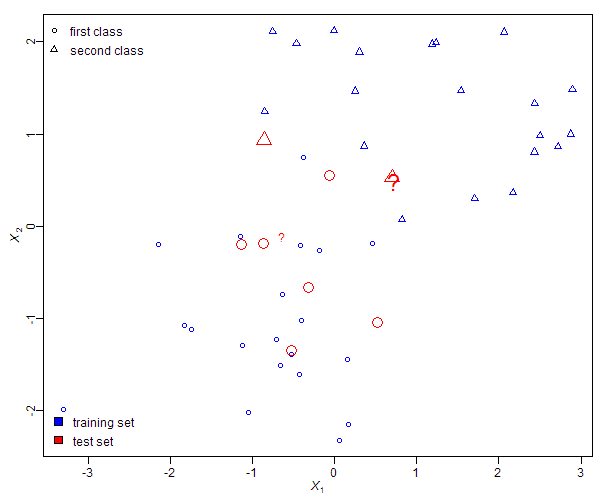 first class
second class
2
1
0
-1
-2
X2
?
?
training set
test set
-3
-2
-1
0
1
2
3
X1